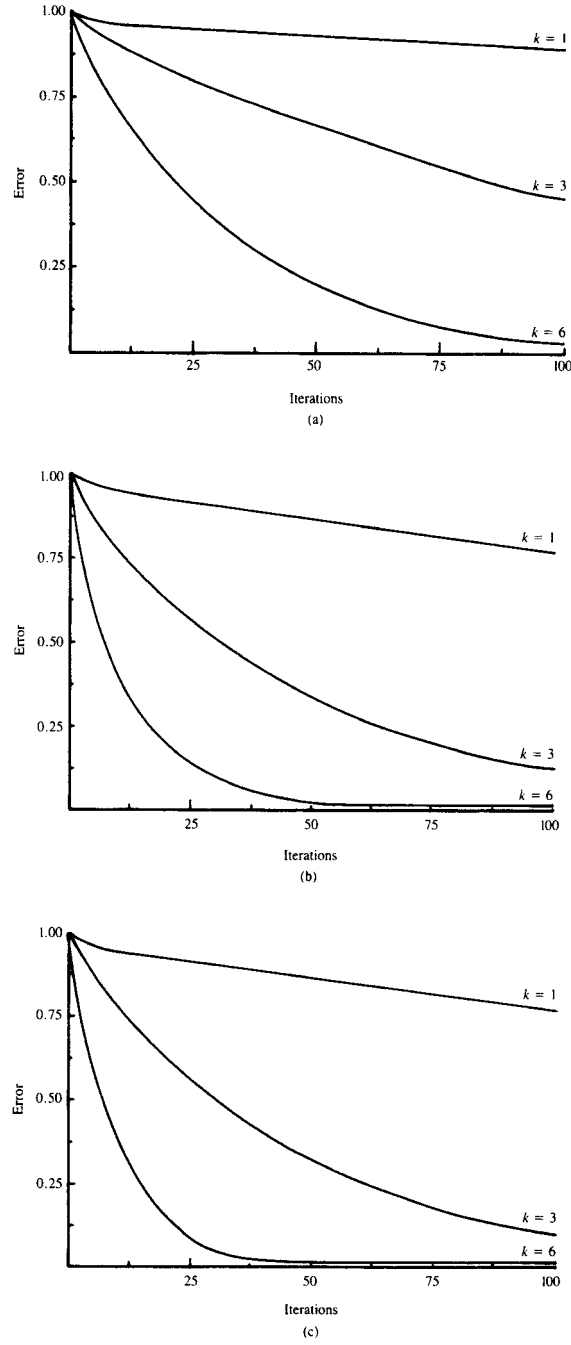 1.00
k = 1
0.75
Error
0.50
k = 3
0.25
k = 6
25
50
75
100
Iterations
(a)
1.00
k = 1
0.75
Error
0.50
0.25
k = 3
k = 6
25
50
75
100
Iterations
(b)
1.00
k = 1
0.75
Error
0.50
0.25
k = 3
k = 6
25
50
75
100
Iterations
(c)